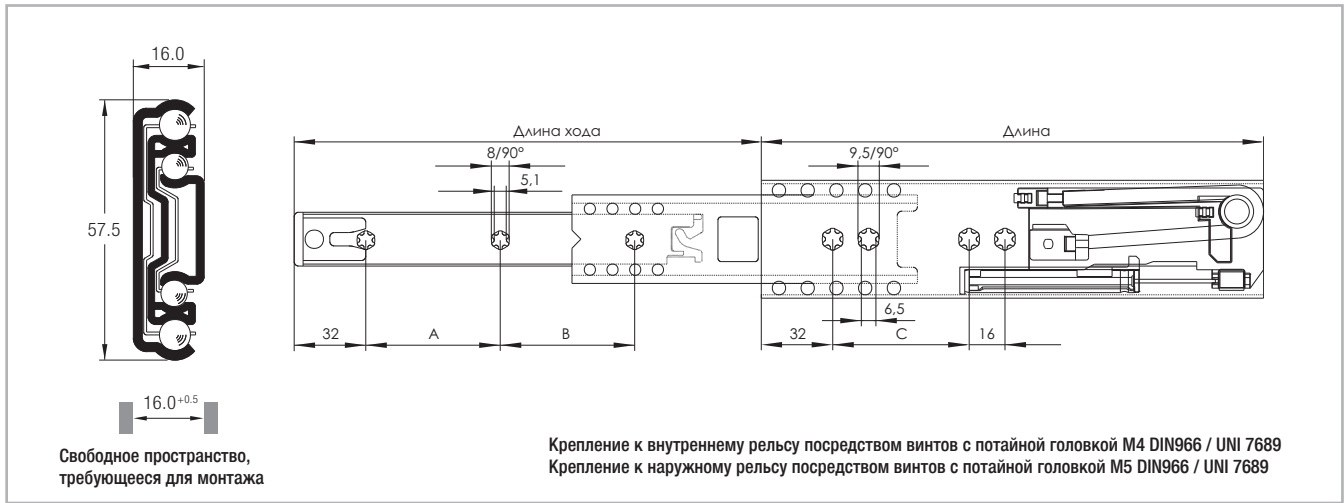 16.0
57.5
16.0+0.5
Свободное пространство,
требующееся для монтажа
Длина хода
Длина
8/90°
9,5/90°
5,1
6,5
32
A
B
32
C
16
Крепление к внутреннему рельсу посредством винтов с потайной головкой M4 DIN966 / UNI 7689
Крепление к наружному рельсу посредством винтов с потайной головкой M5 DIN966 / UNI 7689